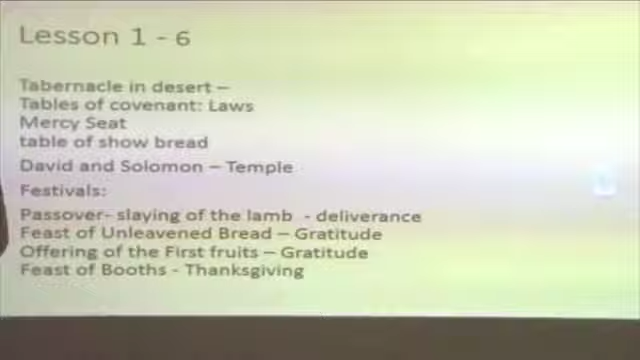 Lesson 1 - 6
Tabernacle in desert –
Tables of covenant: Laws
Mercy Seat
table of show bread
David and Solomon – Temple
Festivals:
Passover- slaying of the lamb - deliverance
Feast of Unleavened Bread – Gratitude
Offering of the First fruits – Gratitude
Feast of Booths - Thanksgiving